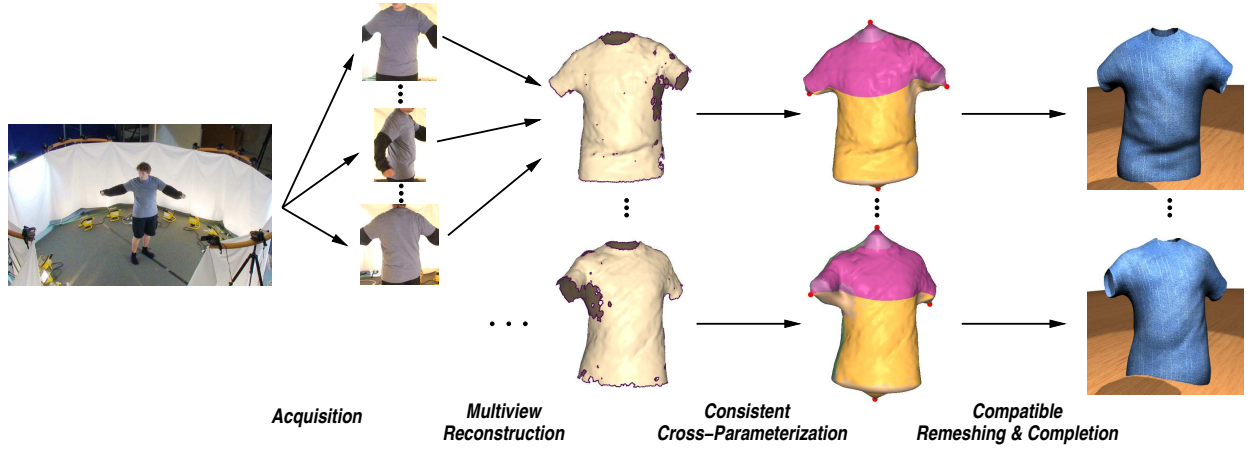 Acquisition
Multiview
Reconstruction
Consistent
Cross–Parameterization
Compatible
Remeshing & Completion